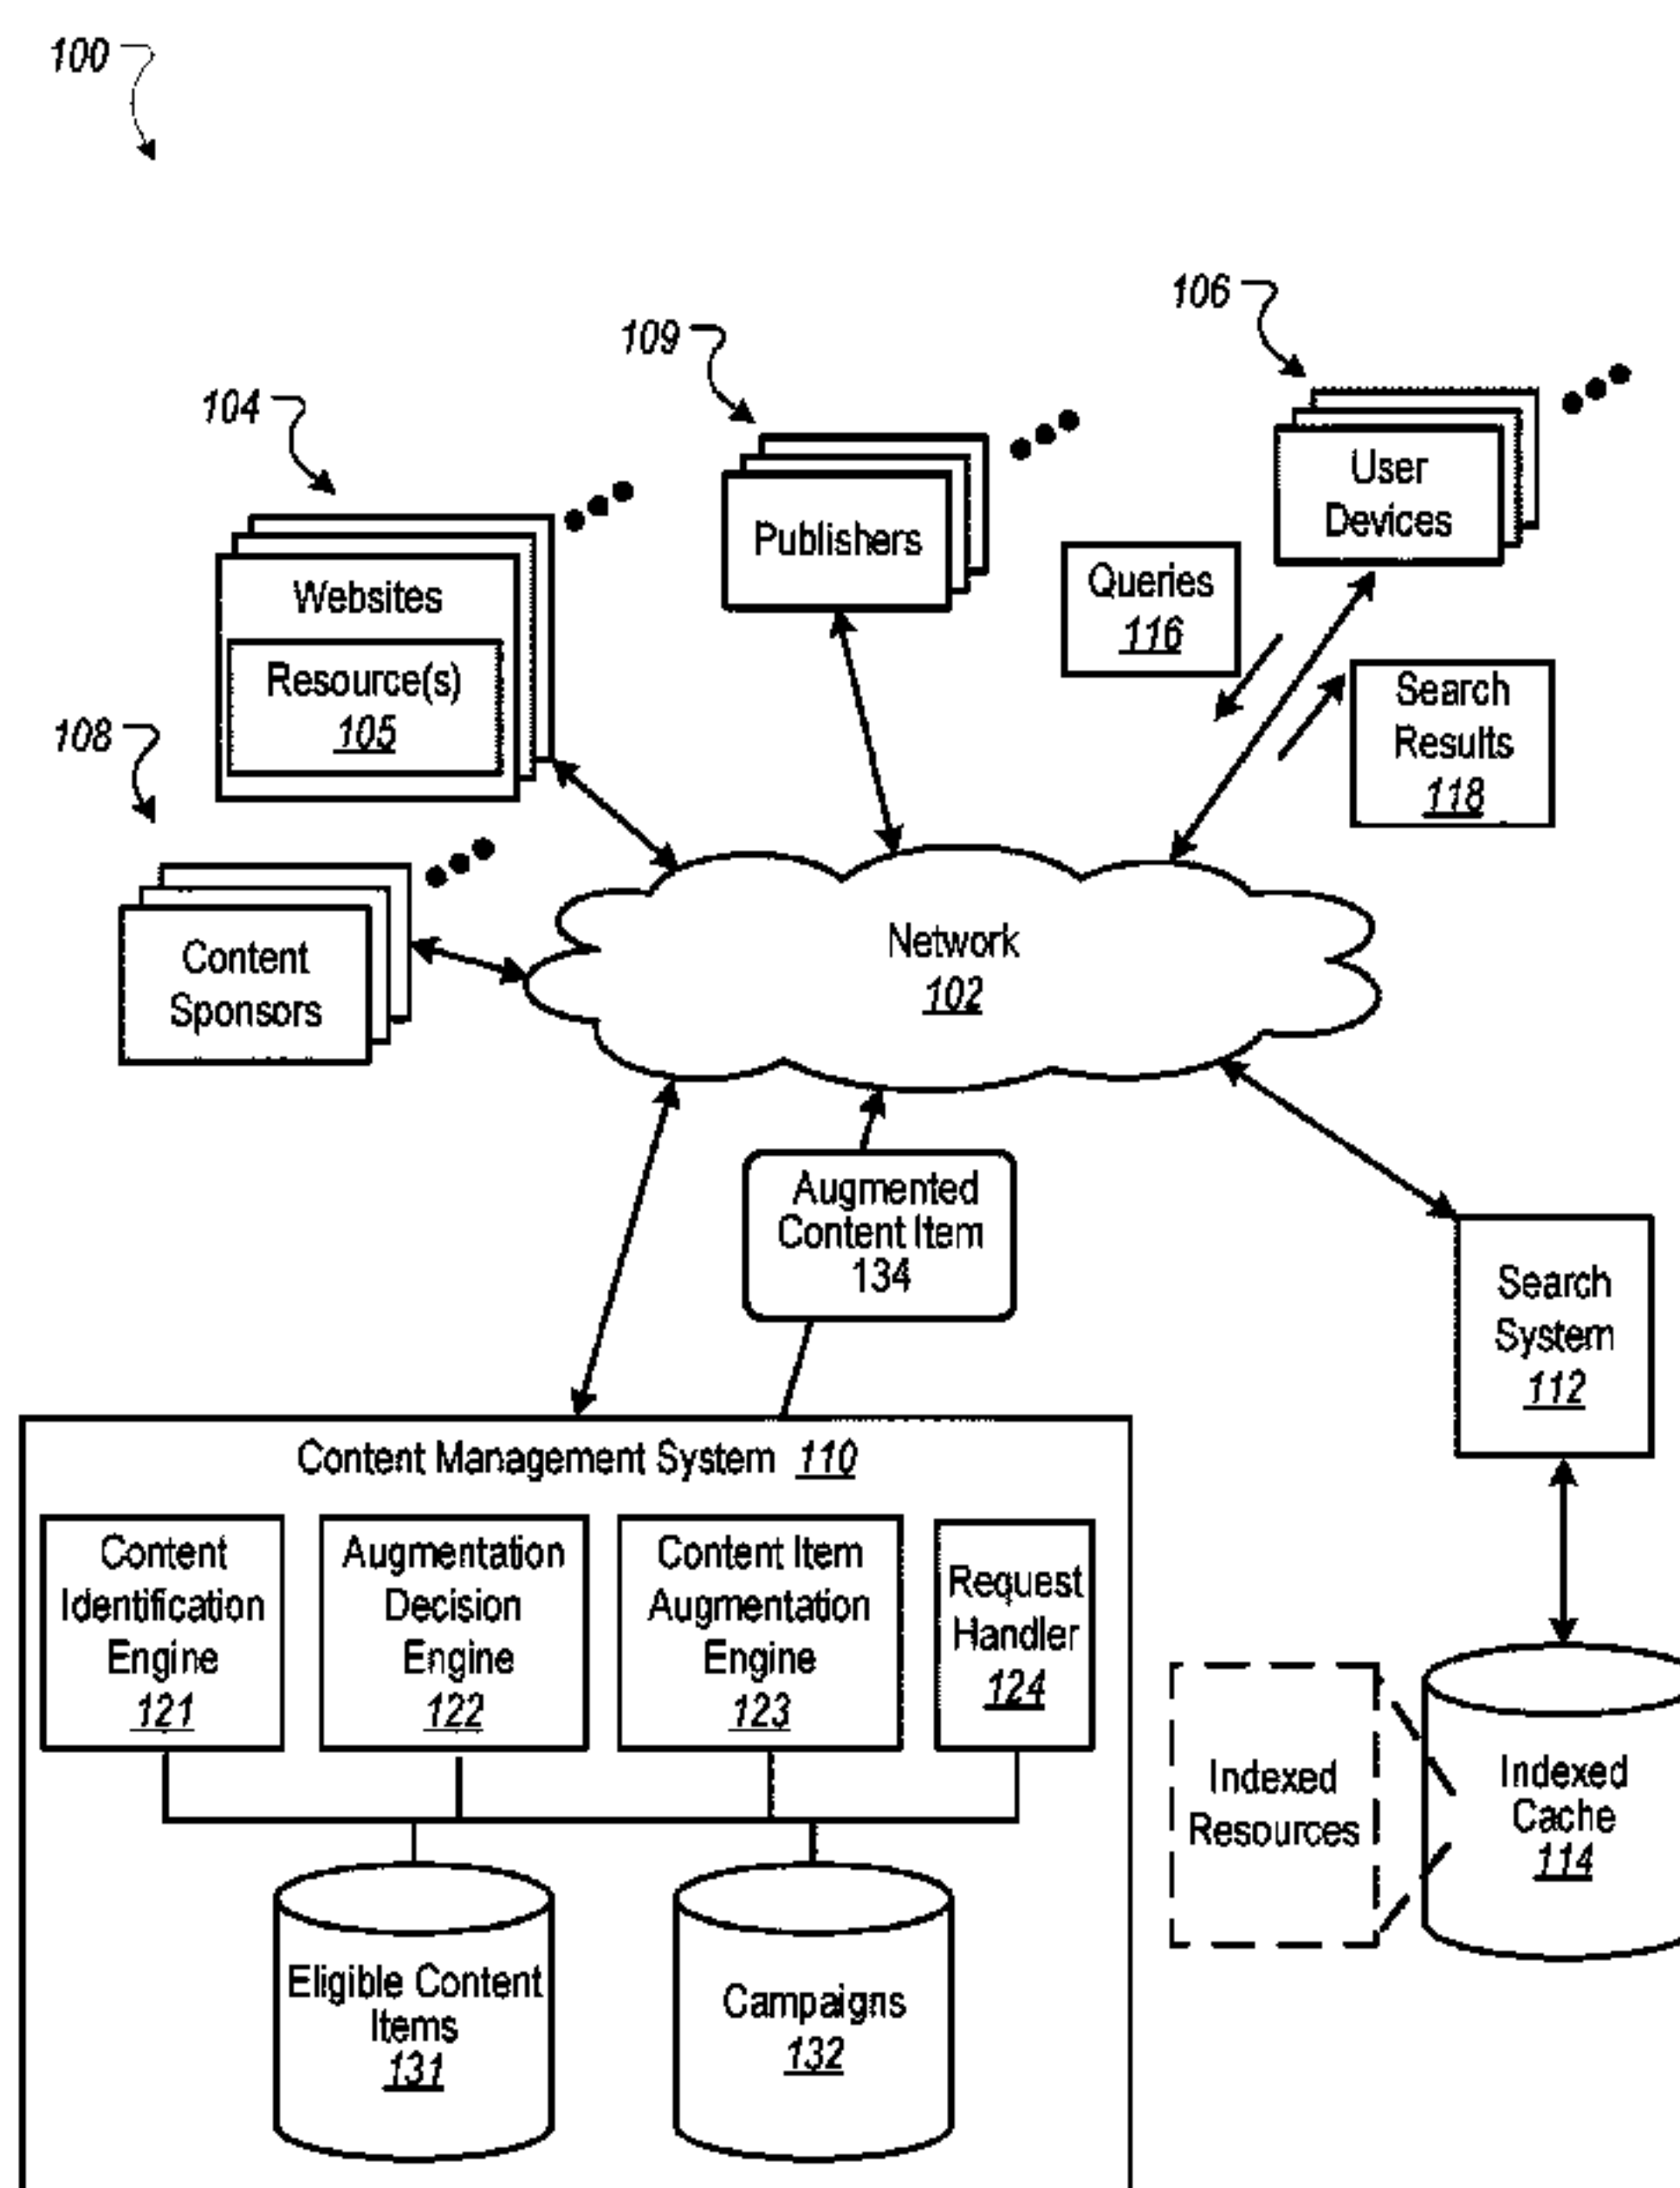 100
106
109
104
User
Devices
Publishers
Queries
116
Websites
Resource(s)
105
Search
Results
118
108
Content
Sponsors
Network
102
Augmented
Content Item
134
Search
System
112
Content Management System 110
Content
Identification
Engine
121
Augmentation
Decision
Engine
122
Content Item
Augmentation
Engine
123
Request
Handler
124
Indexed
Resources
Indexed
Cache
114
Eligible Content
Items
131
Campaigns
132